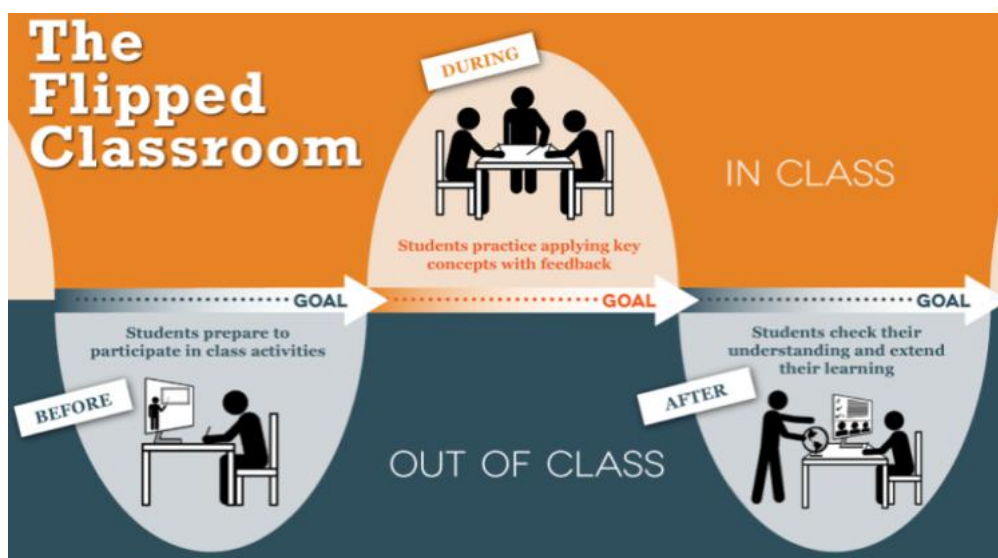 The
Flipped
Classroom
DURING
IN CLASS
Students practice applying key
concepts with feedback
GOAL
GOAL
GOAL
Students prepare to
participate in class activities
BEFORE
OUT OF CLASS
Students check their
understanding and extend
their learning
AFTER